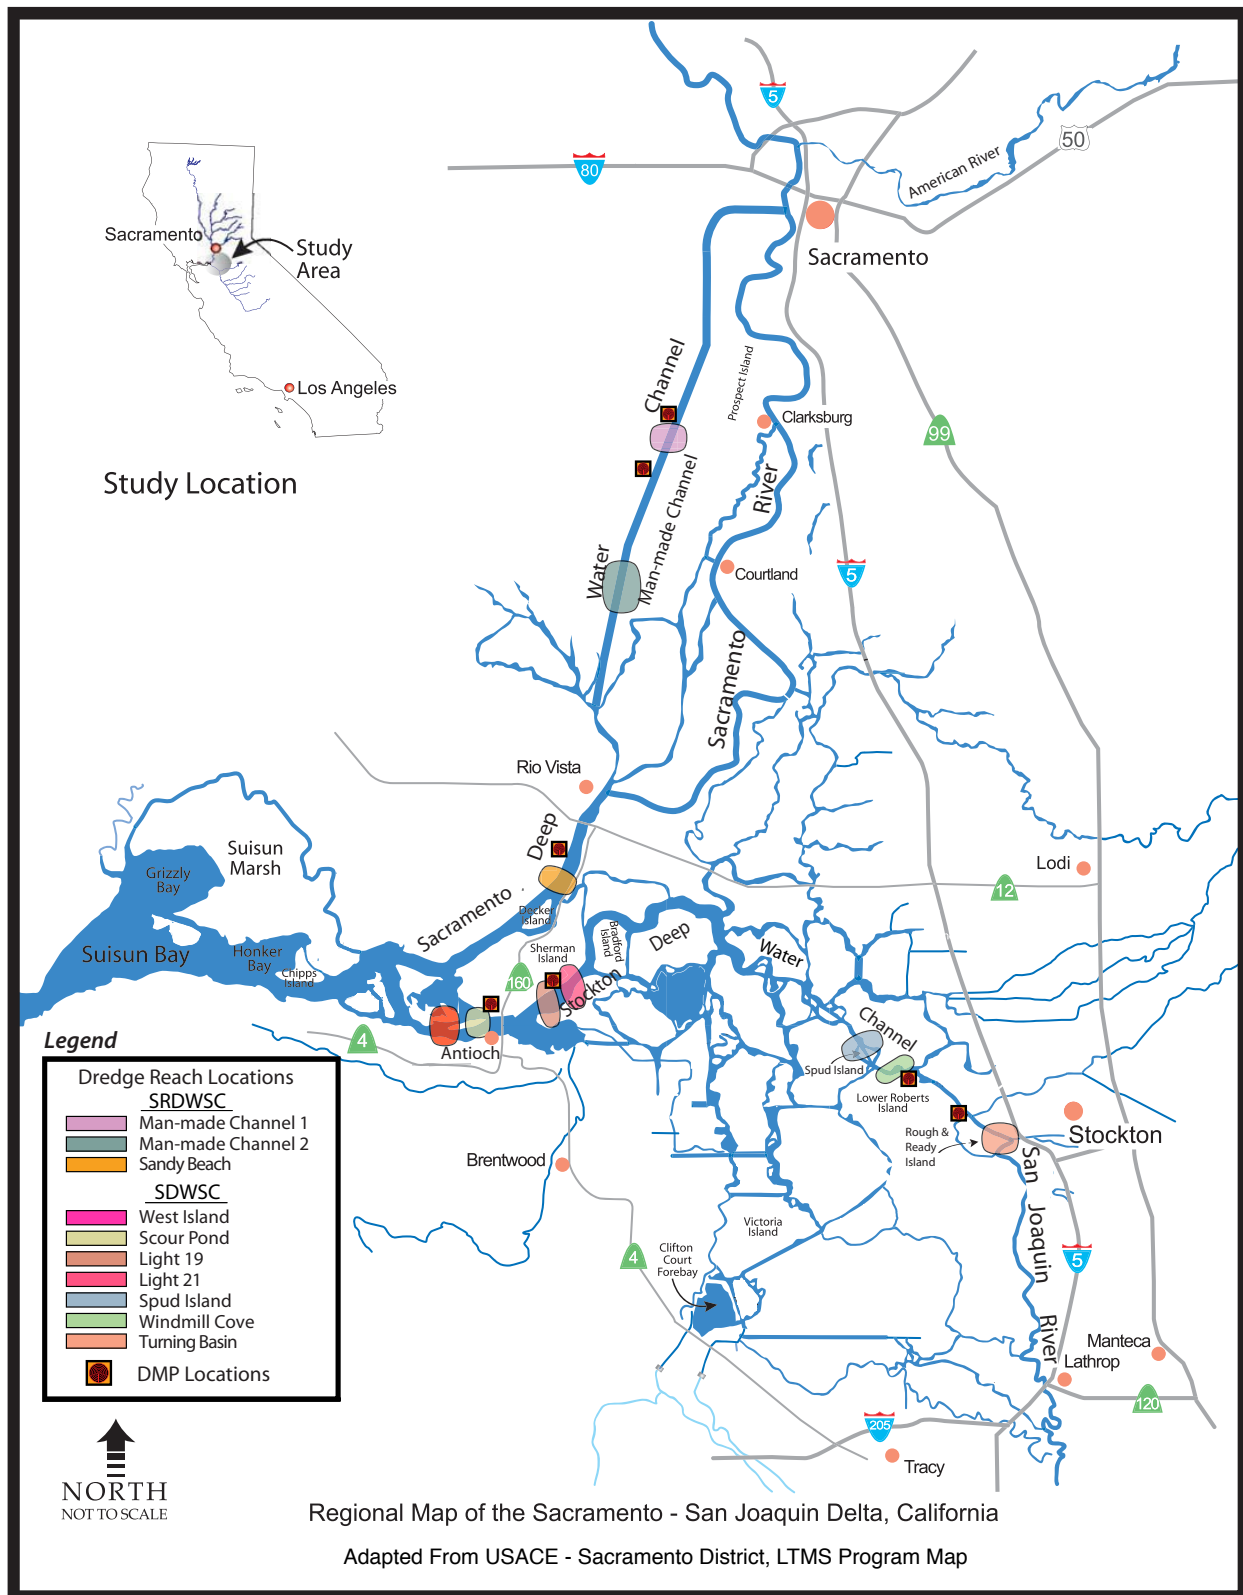 5
50
American River
80
Sacramento
Study
Area
Sacramento
Los Angeles
Study Location
Channel
Prospect Island
Clarksburg
99
Man-made Channel
River
Water
Courtland
5
Sacramento
Rio Vista
Deep
Suisun
Marsh
Grizzly
Bay
Lodi
12
Sacramento
Decker
Island
Bradford
Island
Deep
Water
Suisun Bay
Honker
Bay
Chipps
Island
Sherman
Island
160
Stockton
Channel
4
Antioch
Spud Island
Lower Roberts
Island
Rough &
Ready
Island
Stockton
San
Joaquin
River
Brentwood
Victoria
Island
Clifton
Court
Forebay
4
5
Manteca
Lathrop
120
205
Tracy
Legend
Dredge Reach Locations
SRDWSC
Man-made Channel 1
Man-made Channel 2
Sandy Beach
SDWSC
West Island
Scour Pond
Light 19
Light 21
Spud Island
Windmill Cove
Turning Basin
DMP Locations
NORTH
NOT TO SCALE
Regional Map of the Sacramento - San Joaquin Delta, California
Adapted From USACE - Sacramento District, LTMS Program Map